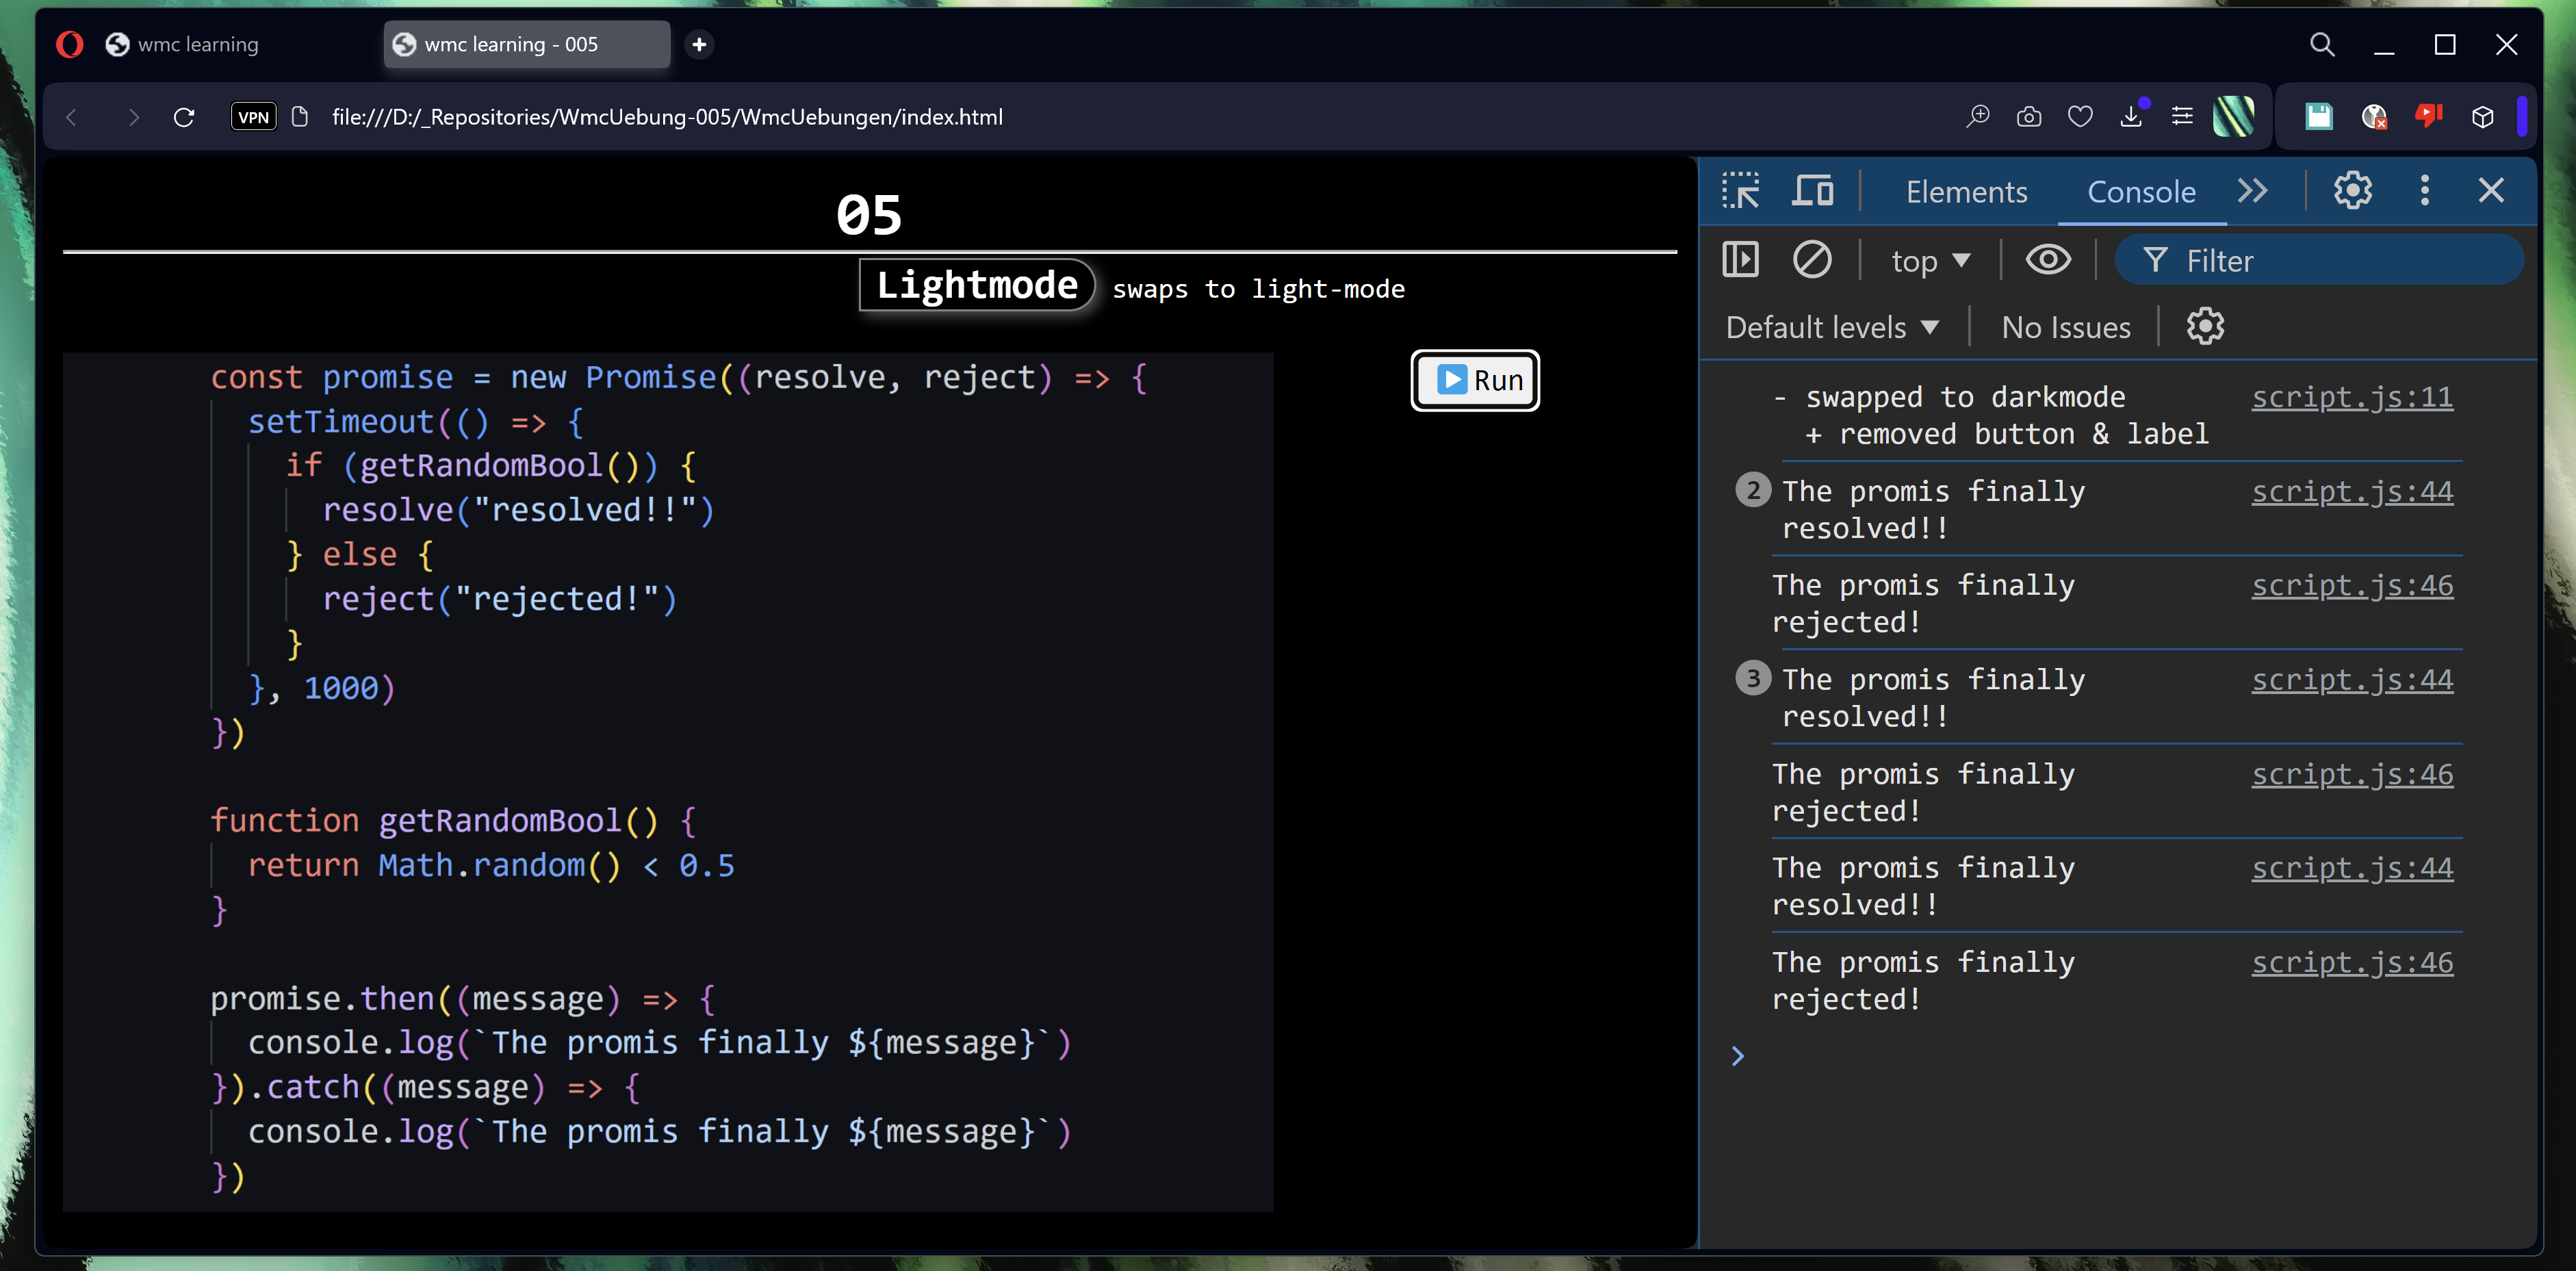 wmc learning
wmc learning - 005
VPN
file:///D:/_Repositories/WmcUebung-005/WmcUebungen/index.html
05
Lightmode swaps to light-mode
const promise = new Promise((resolve, reject) => {
setTimeout(() => {
if (getRandomBool()) {
resolve("resolved!!")
} else {
reject("rejected!")
}
}, 1000)
})
function getRandomBool() {
return Math.random() < 0.5
}
promise.then((message) => {
console.log(`The promis finally ${message}`)
}).catch((message) => {
console.log(`The promis finally ${message}`)
})
Run
Elements
Console
top
Filter
Default levels
No Issues
- swapped to darkmode script.js:11
+ removed button & label
2 The promis finally script.js:44
resolved!!
The promis finally script.js:46
rejected!
3 The promis finally script.js:44
resolved!!
The promis finally script.js:46
rejected!
The promis finally script.js:44
resolved!!
The promis finally script.js:46
rejected!